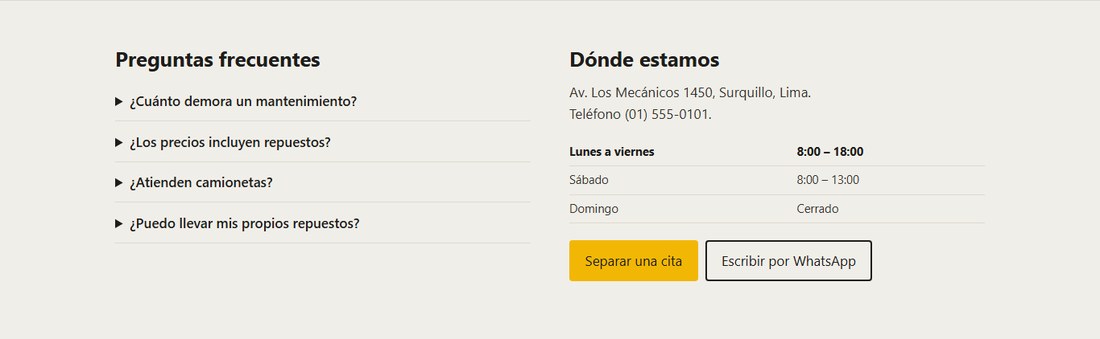 Preguntas frecuentes
¿Cuánto demora un mantenimiento?
¿Los precios incluyen repuestos?
¿Atienden camionetas?
¿Puedo llevar mis propios repuestos?
Dónde estamos
Av. Los Mecánicos 1450, Surquillo, Lima.
Teléfono (01) 555-0101.
Lunes a viernes 8:00 – 18:00
Sábado 8:00 – 13:00
Domingo Cerrado
Separar una cita Escribir por WhatsApp